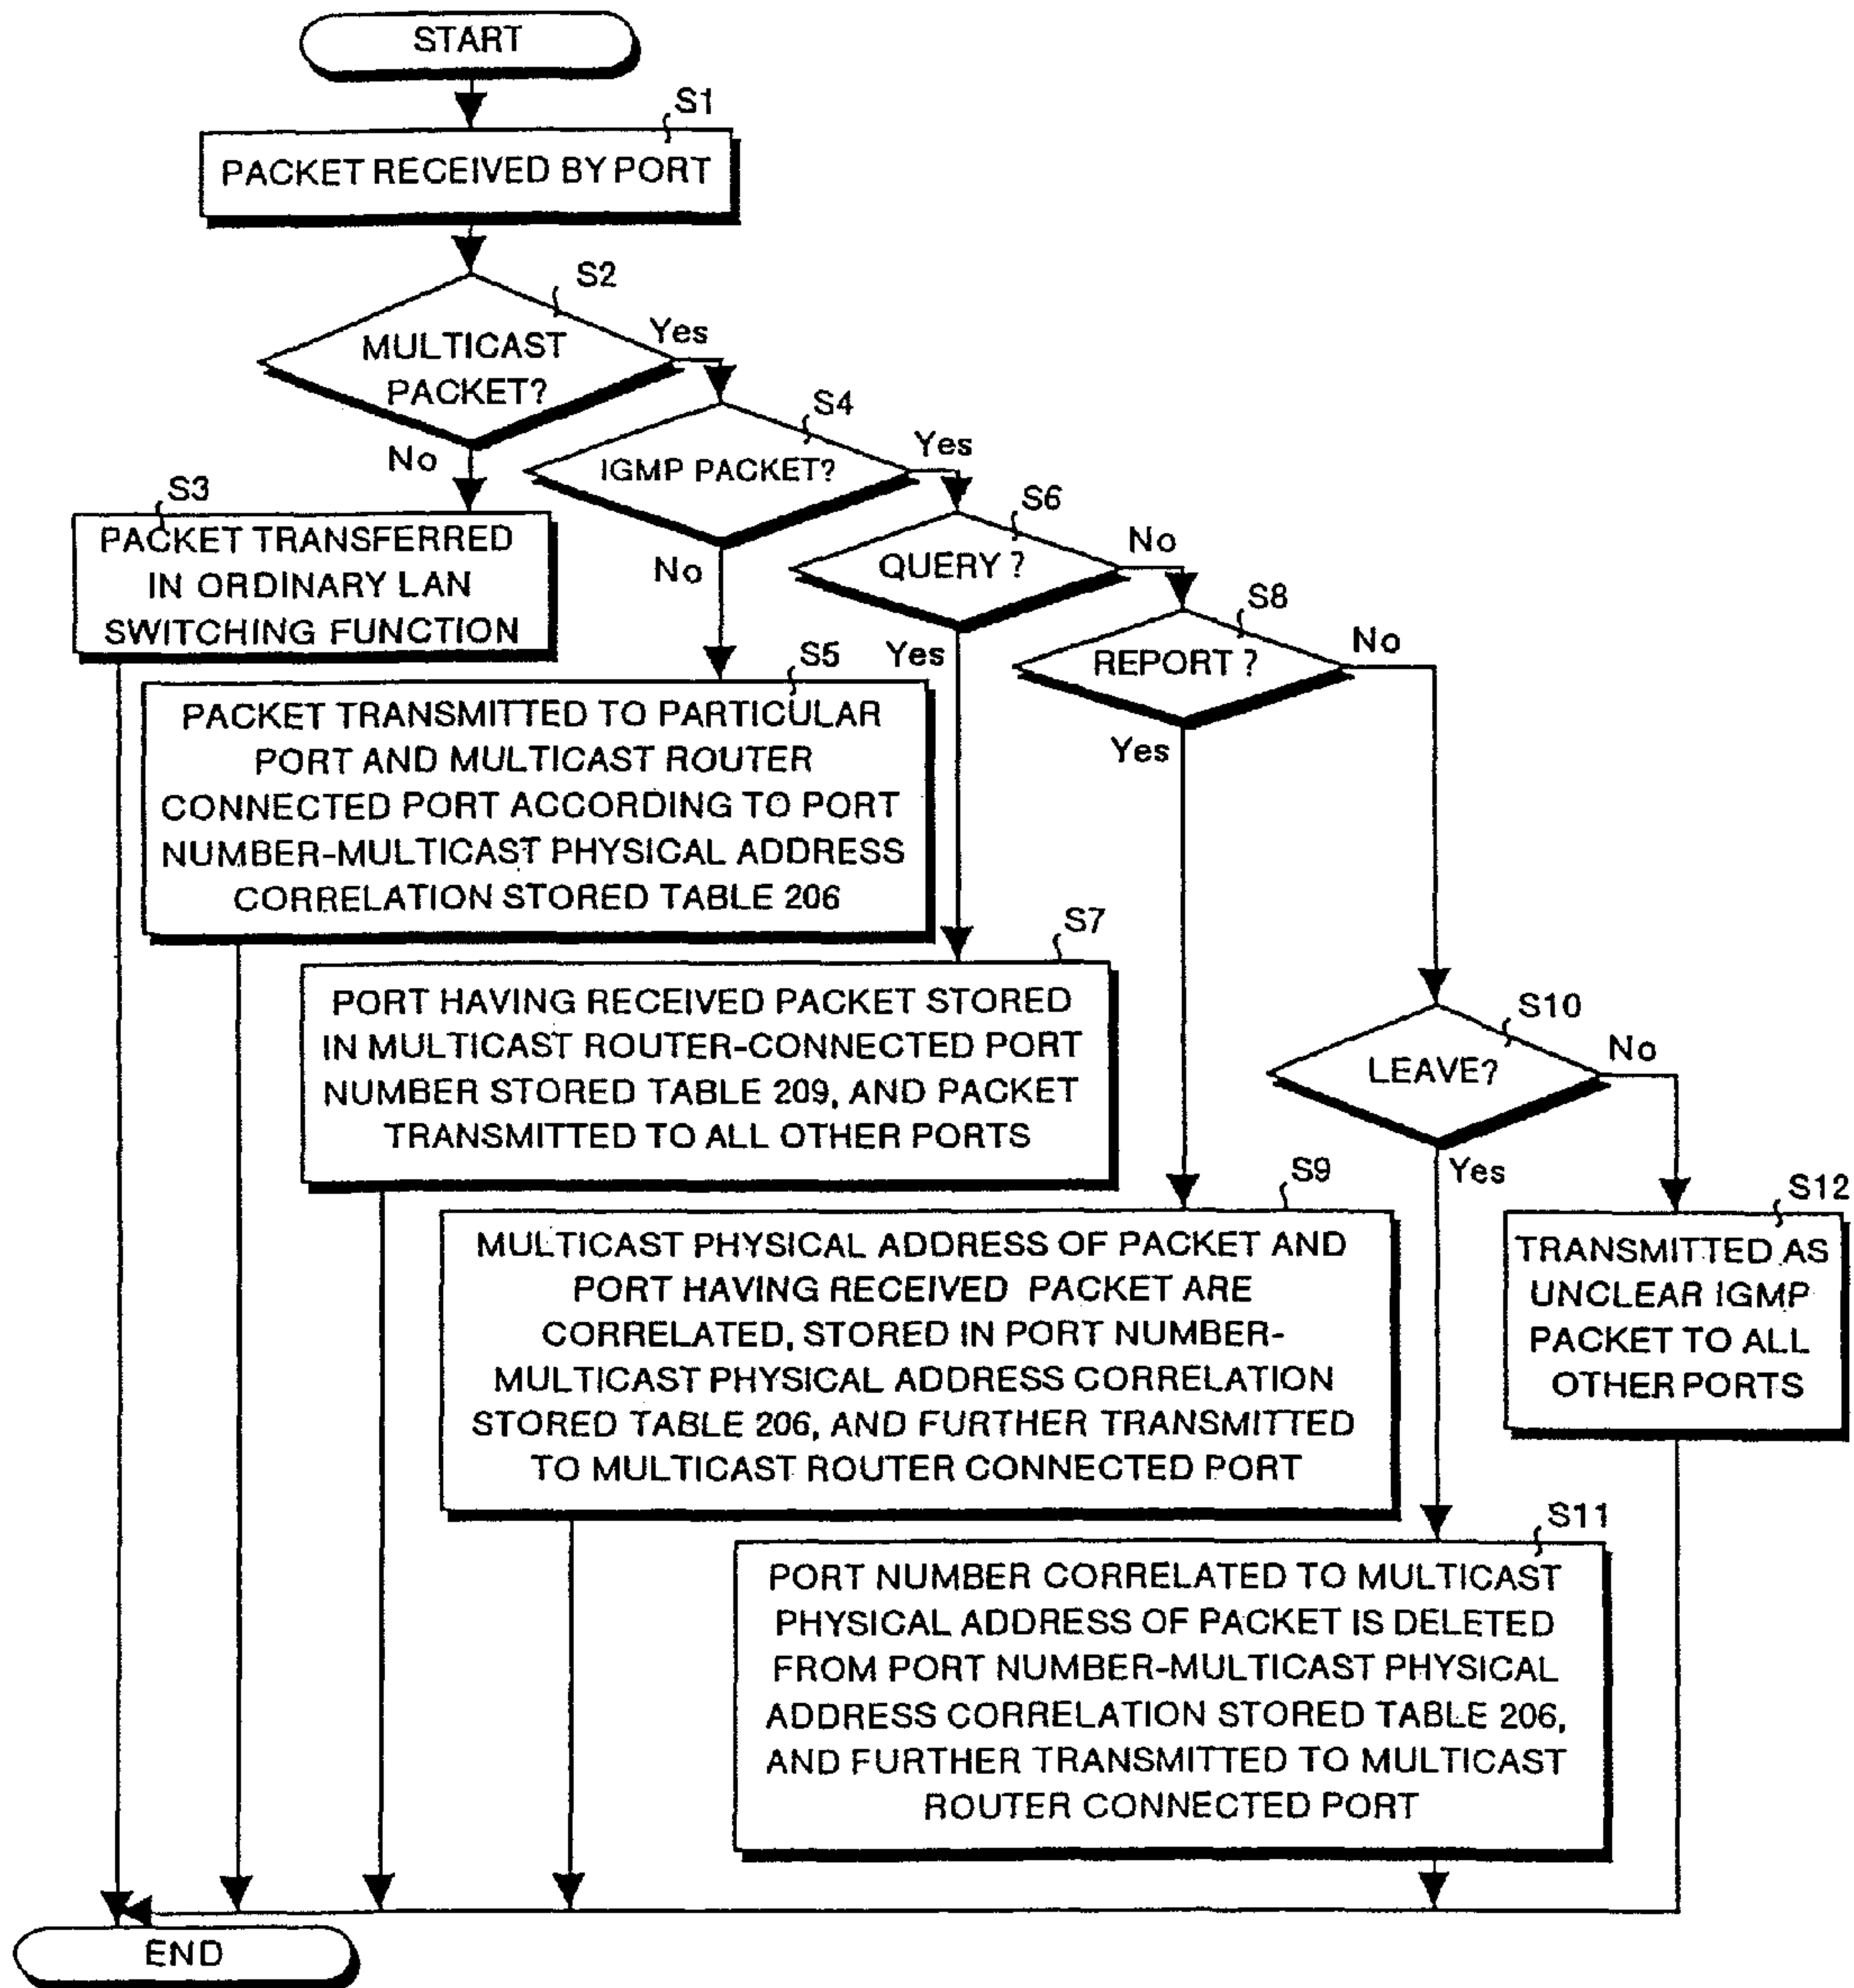 START
S1
PACKET RECEIVED BY PORT
S2
MULTICAST
PACKET?
Yes
No
S4
IGMP PACKET?
Yes
No
S3
PACKET TRANSFERRED
IN ORDINARY LAN
SWITCHING FUNCTION
S6
QUERY ?
No
Yes
S8
REPORT ?
No
Yes
S5
PACKET TRANSMITTED TO PARTICULAR
PORT AND MULTICAST ROUTER
CONNECTED PORT ACCORDING TO PORT
NUMBER-MULTICAST PHYSICAL ADDRESS
CORRELATION STORED TABLE 206
S7
PORT HAVING RECEIVED PACKET STORED
IN MULTICAST ROUTER-CONNECTED PORT
NUMBER STORED TABLE 209, AND PACKET
TRANSMITTED TO ALL OTHER PORTS
S10
LEAVE?
No
Yes
S9
MULTICAST PHYSICAL ADDRESS OF PACKET AND
PORT HAVING RECEIVED PACKET ARE
CORRELATED, STORED IN PORT NUMBER-
MULTICAST PHYSICAL ADDRESS CORRELATION
STORED TABLE 206, AND FURTHER TRANSMITTED
TO MULTICAST ROUTER CONNECTED PORT
S12
TRANSMITTED AS
UNCLEAR IGMP
PACKET TO ALL
OTHER PORTS
S11
PORT NUMBER CORRELATED TO MULTICAST
PHYSICAL ADDRESS OF PACKET IS DELETED
FROM PORT NUMBER-MULTICAST PHYSICAL
ADDRESS CORRELATION STORED TABLE 206,
AND FURTHER TRANSMITTED TO MULTICAST
ROUTER CONNECTED PORT
END